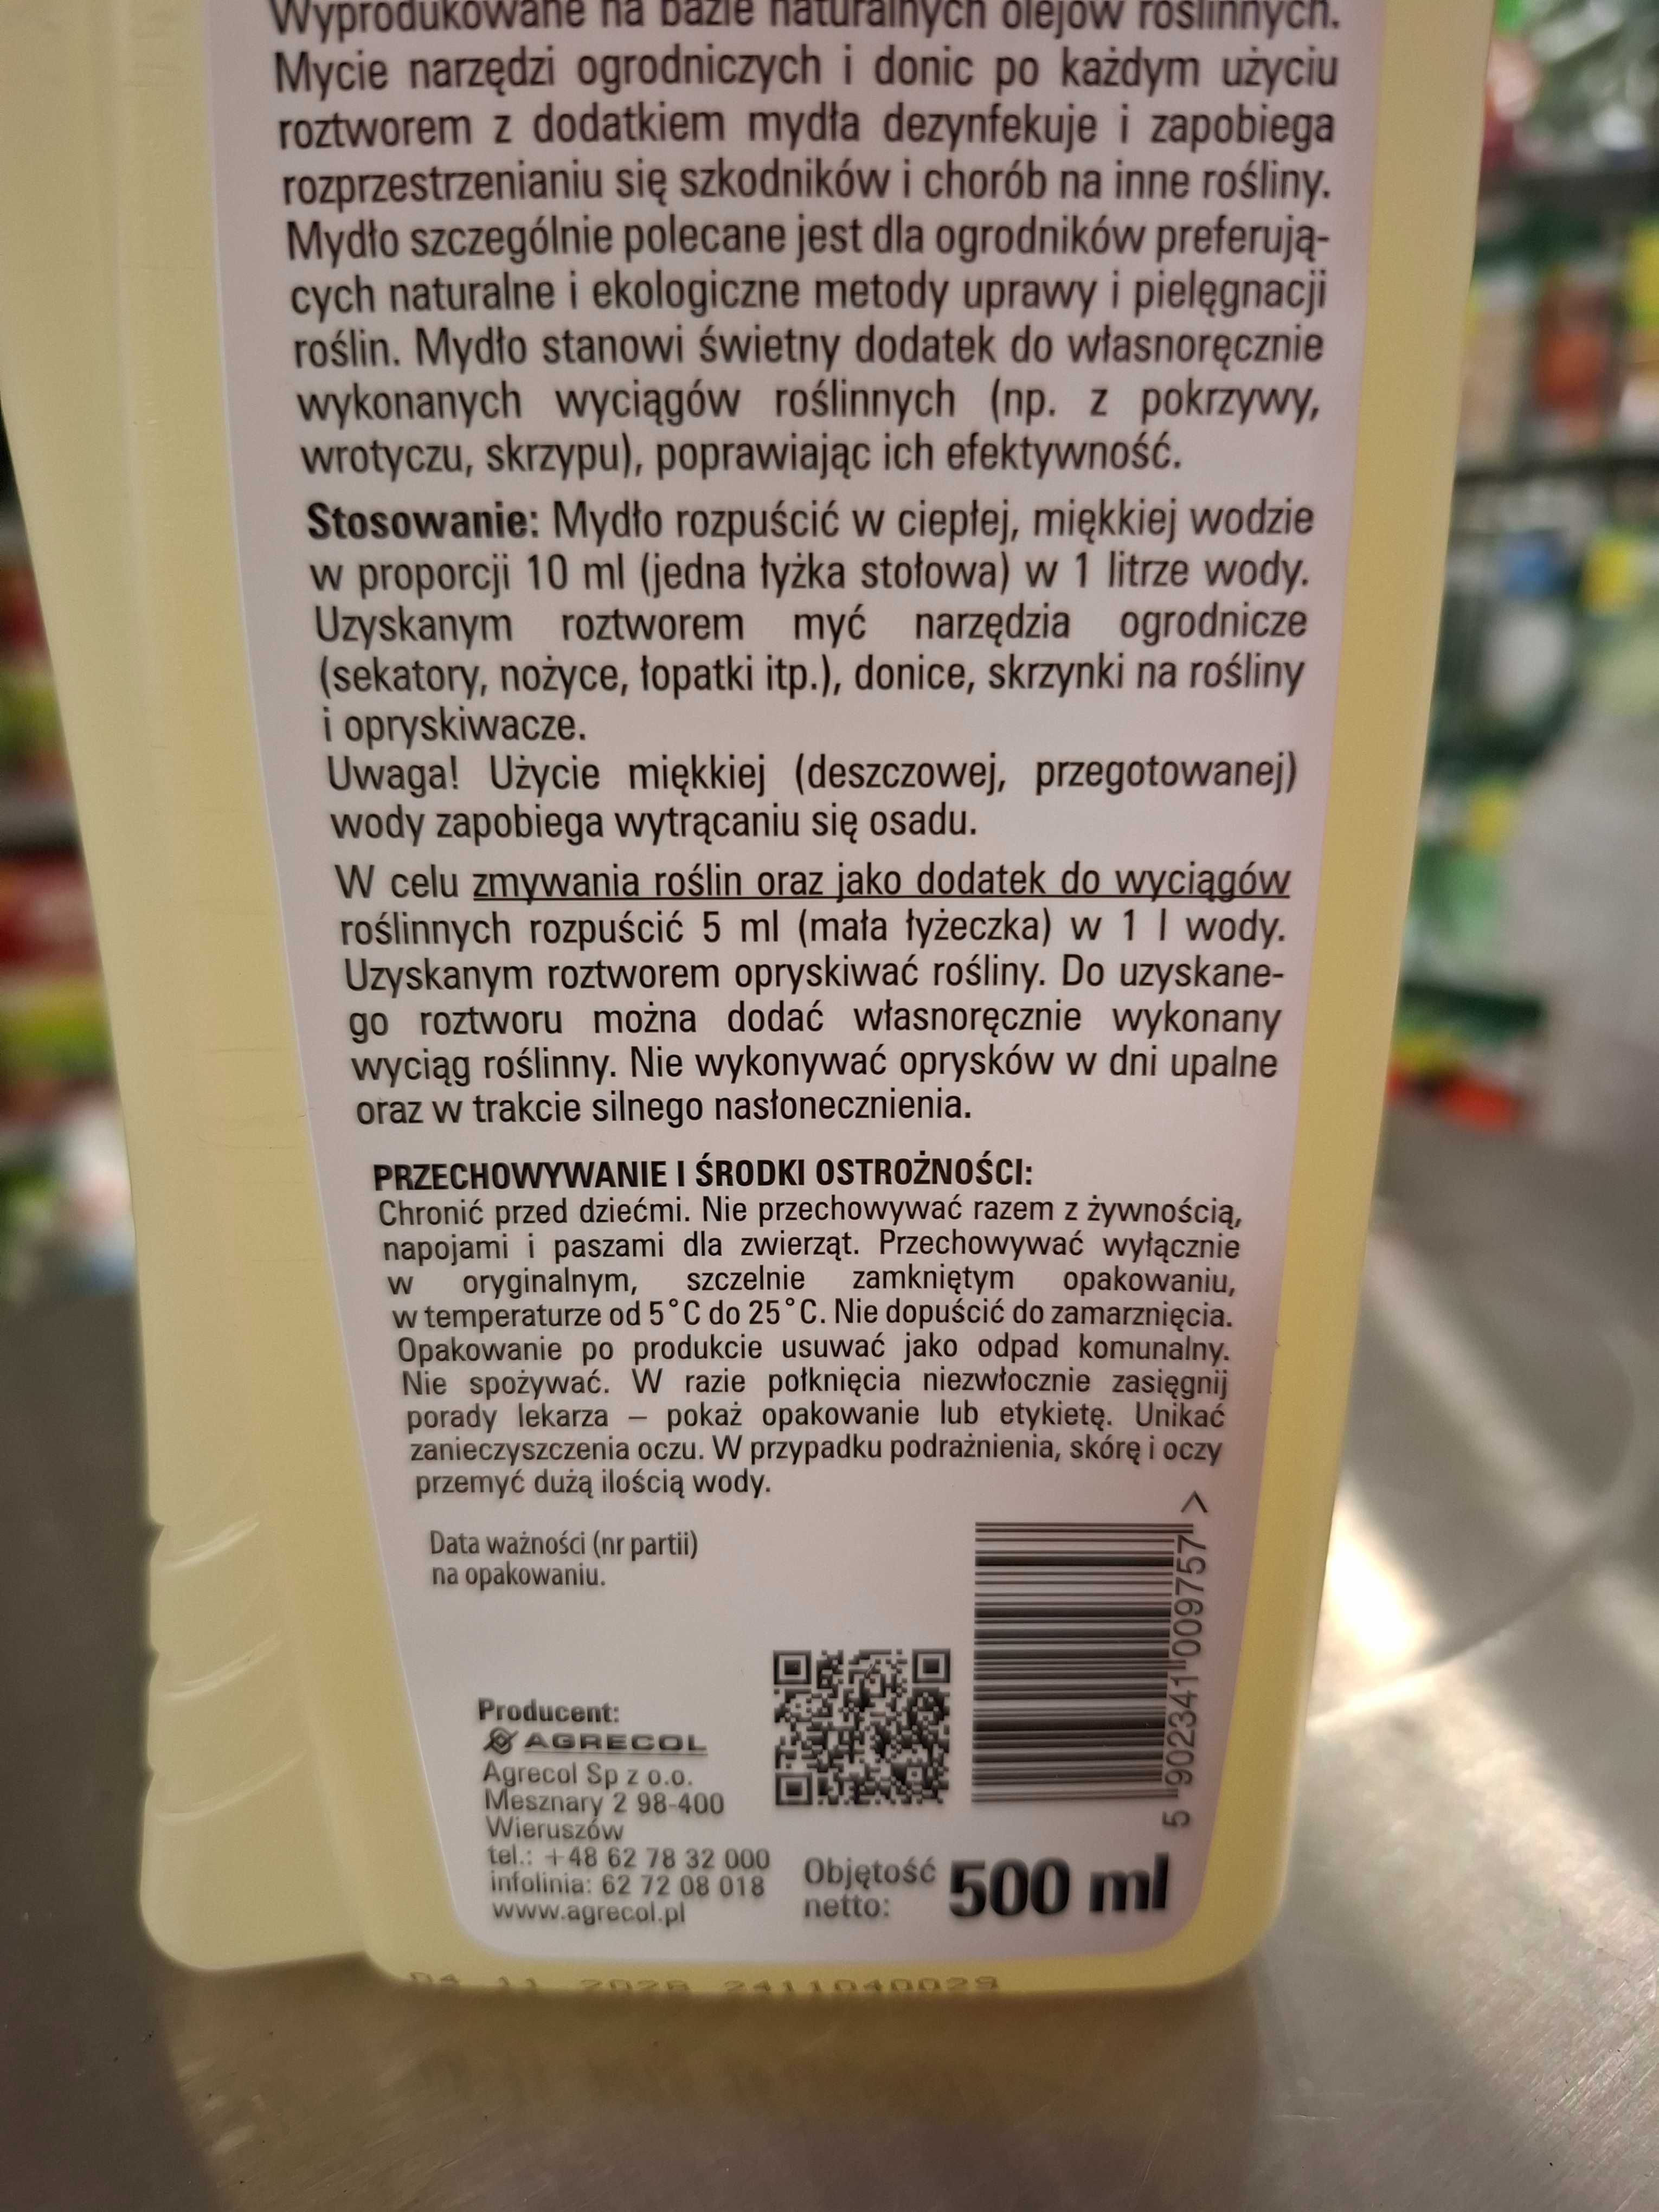 Wyprodukowane na bazie naturalnych olejów roślinnych.
Mycie narzędzi ogrodniczych i donic po każdym użyciu
roztworem z dodatkiem mydła dezynfekuje i zapobiega
rozprzestrzenianiu się szkodników i chorób na inne rośliny.
Mydło szczególnie polecane jest dla ogrodników preferują-
cych naturalne i ekologiczne metody uprawy i pielęgnacji
roślin. Mydło stanowi świetny dodatek do własnoręcznie
wykonanych wyciągów roślinnych (np. z pokrzywy,
wrotyczu, skrzypu), poprawiając ich efektywność.
Stosowanie: Mydło rozpuścić w ciepłej, miękkiej wodzie
w proporcji 10 ml (jedna łyżka stołowa) w 1 litrze wody.
Uzyskanym roztworem myć narzędzia ogrodnicze
(sekatory, nożyce, łopatki itp.), donice, skrzynki na rośliny
i opryskiwacze.
Uwaga! Użycie miękkiej (deszczowej, przegotowanej)
wody zapobiega wytrącaniu się osadu.
W celu zmywania roślin oraz jako dodatek do wyciągów
roślinnych rozpuścić 5 ml (mała łyżeczka) w 1 l wody.
Uzyskanym roztworem opryskiwać rośliny. Do uzyskane-
go roztworu można dodać własnoręcznie wykonany
wyciąg roślinny. Nie wykonywać oprysków w dni upalne
oraz w trakcie silnego nasłonecznienia.
PRZECHOWYWANIE I ŚRODKI OSTROŻNOŚCI:
Chronić przed dziećmi. Nie przechowywać razem z żywnością,
napojami i paszami dla zwierząt. Przechowywać wyłącznie
w oryginalnym, szczelnie zamkniętym opakowaniu,
w temperaturze od 5°C do 25°C. Nie dopuścić do zamarznięcia.
Opakowanie po produkcie usuwać jako odpad komunalny.
Nie spożywać. W razie połknięcia niezwłocznie zasięgnij
porady lekarza – pokaż opakowanie lub etykietę. Unikać
zanieczyszczenia oczu. W przypadku podrażnienia, skórę i oczy
przemyć dużą ilością wody.
Data ważności (nr partii)
na opakowaniu.
Producent:
AGRECOL
Agrecol Sp z o.o.
Mesznary 2 98-400
Wieruszów
tel.: +48 62 78 32 000
infolinia: 62 72 08 018
www.agrecol.pl
5 902341 009757 >
Objętość
netto: 500 ml
04 11 2028 2411040029